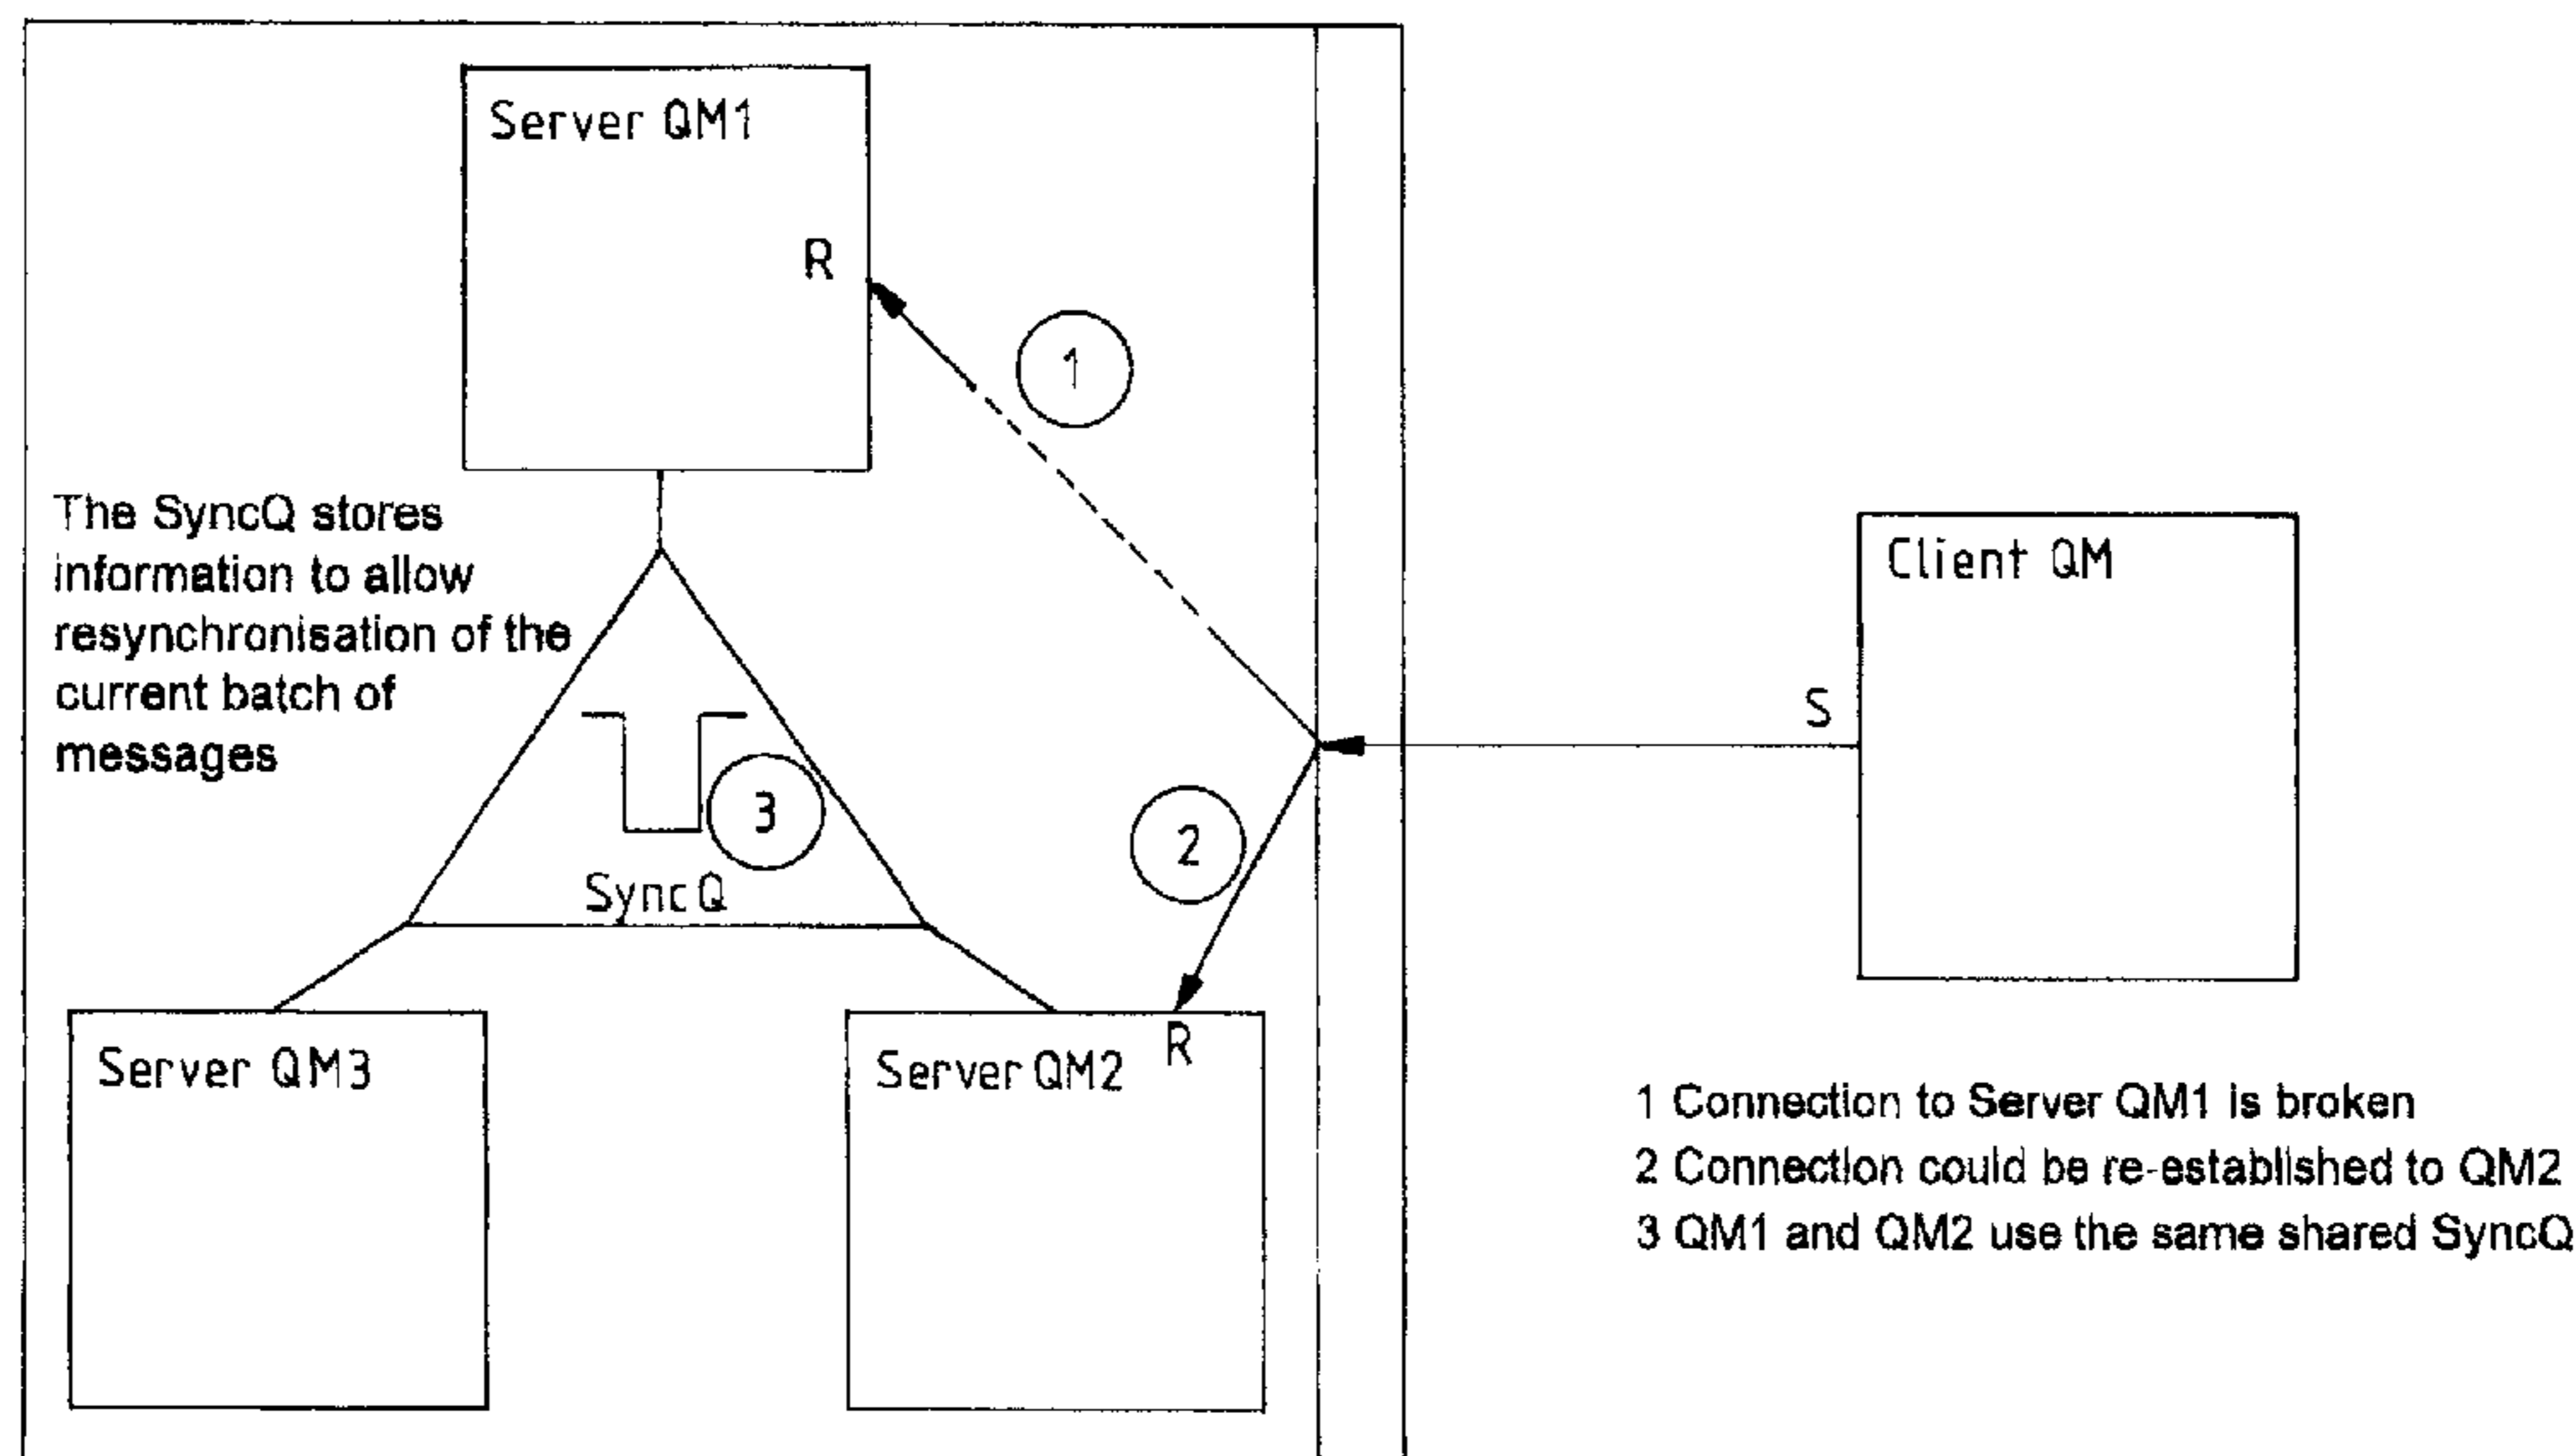 Server QM1
R
1
The SyncQ stores
information to allow
resynchronisation of the
current batch of
messages
Client QM
S
3
2
SyncQ
Server QM3
Server QM2
R
1 Connection to Server QM1 is broken
2 Connection could be re-established to QM2
3 QM1 and QM2 use the same shared SyncQ